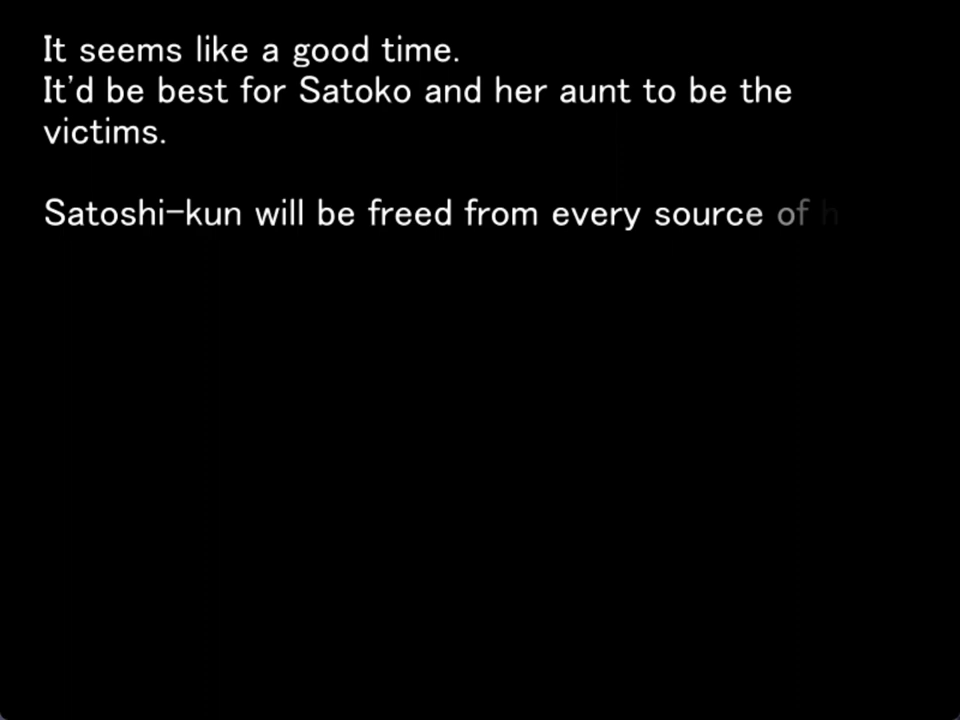 It seems like a good time.
It'd be best for Satoko and her aunt to be the
victims.
Satoshi-kun will be freed from every source of